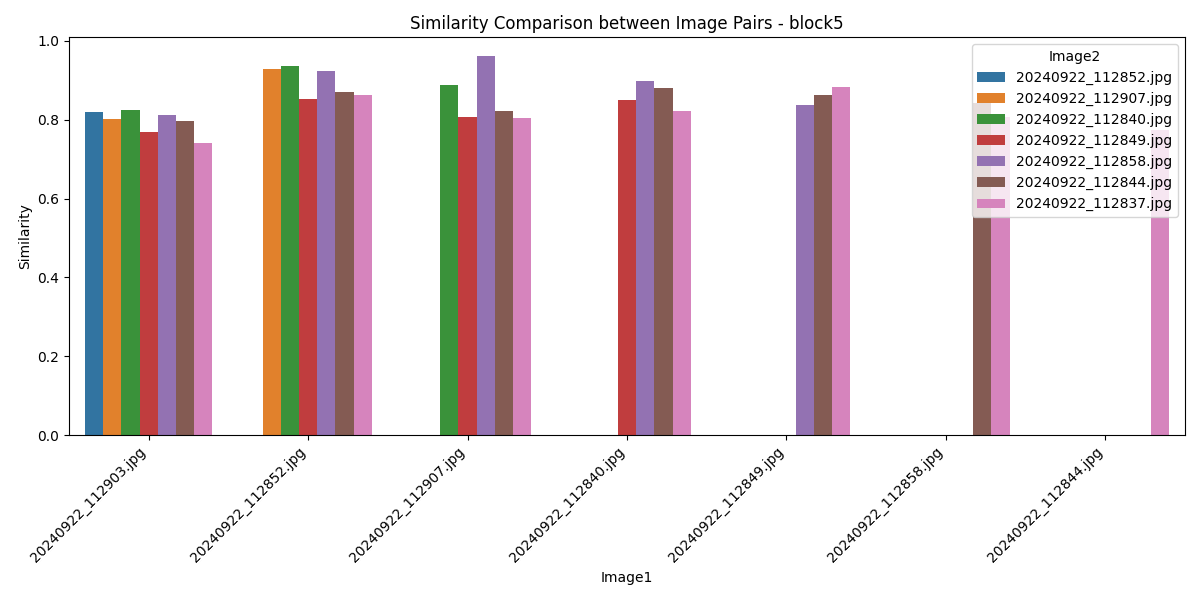 Similarity Comparison between Image Pairs - block5
1.0
0.8
0.6
0.4
0.2
0.0
Similarity
Image2
20240922_112852.jpg
20240922_112907.jpg
20240922_112840.jpg
20240922_112849.jpg
20240922_112858.jpg
20240922_112844.jpg
20240922_112837.jpg
20240922_112903.jpg
20240922_112852.jpg
20240922_112907.jpg
20240922_112840.jpg
20240922_112849.jpg
20240922_112858.jpg
20240922_112844.jpg
Image1